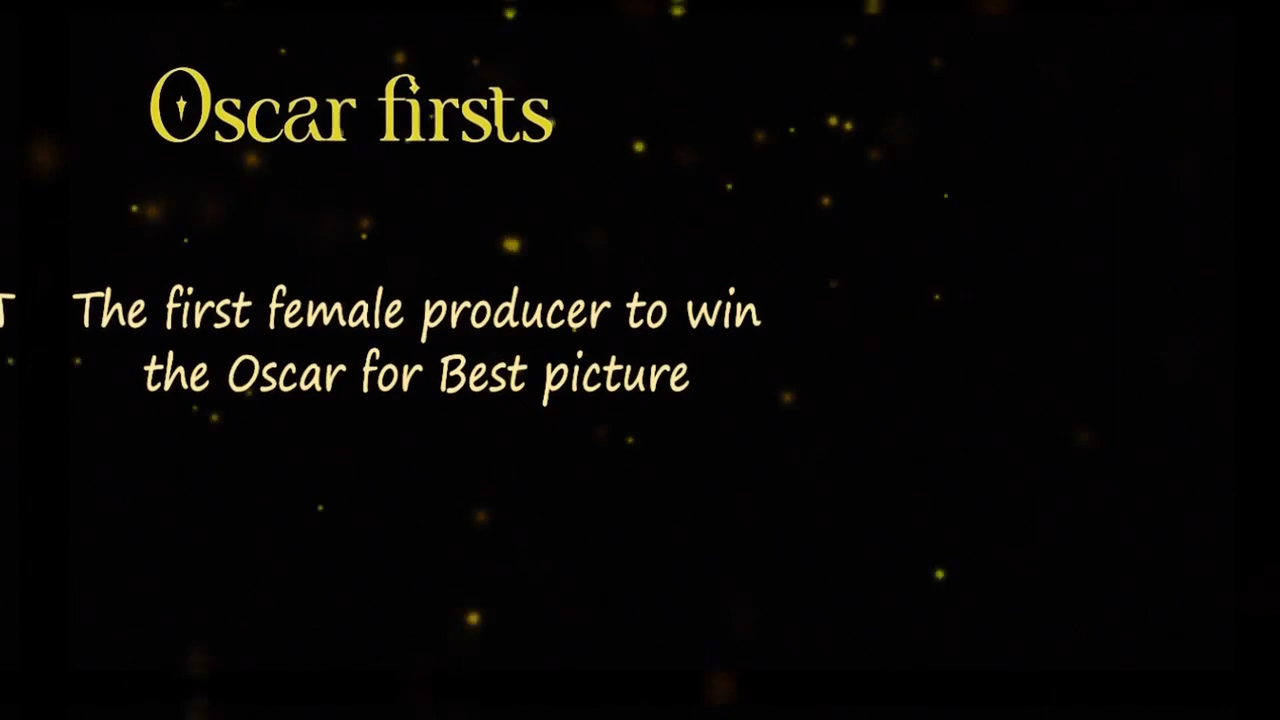 Oscar firsts
The first female producer to win
the Oscar for Best picture